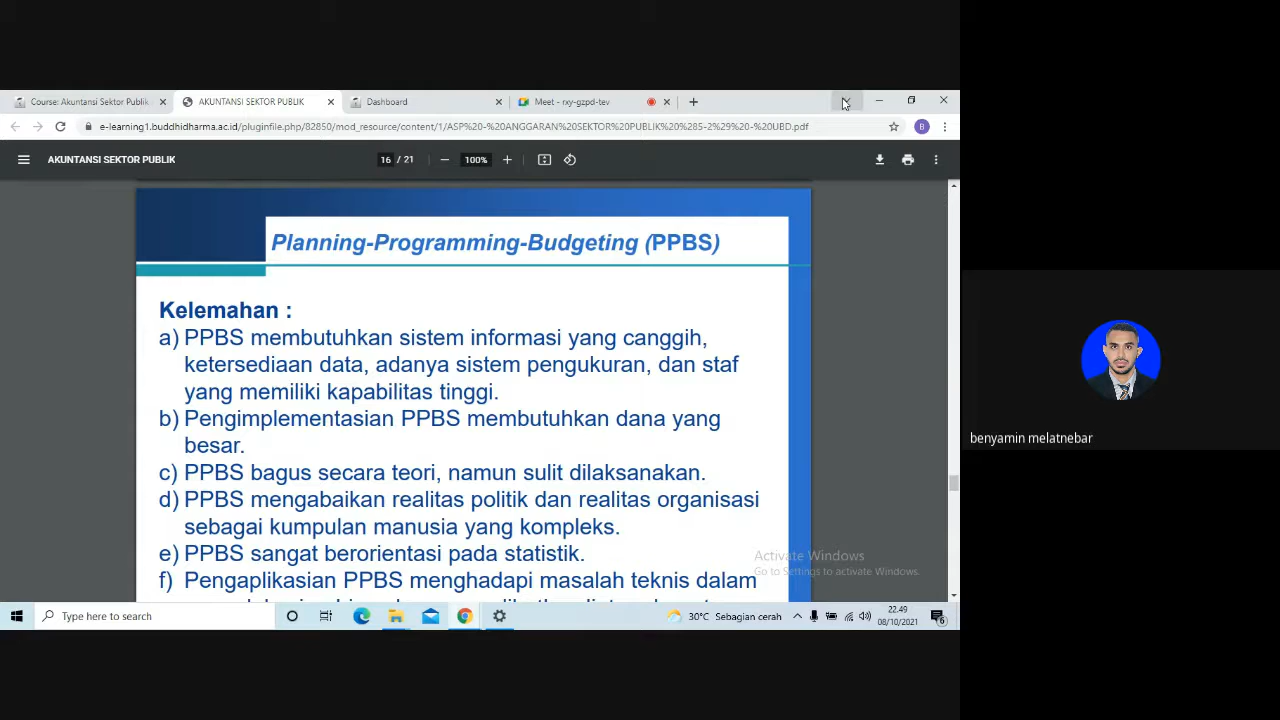 Course: Akuntansi Sektor Publik
AKUNTANSI SEKTOR PUBLIK
Dashboard
Meet - rxy-gzpd-tev
e-learning1.buddhidharma.ac.id/pluginfile.php/82850/mod_resource/content/1/ASP%20-%20ANGGARAN%20SEKTOR%20PUBLIK%20%285-2%29%20-%20UBD.pdf
B
AKUNTANSI SEKTOR PUBLIK
16 / 21
100%
Planning-Programming-Budgeting (PPBS)
Kelemahan :
a) PPBS membutuhkan sistem informasi yang canggih,
ketersediaan data, adanya sistem pengukuran, dan staf
yang memiliki kapabilitas tinggi.
b) Pengimplementasian PPBS membutuhkan dana yang
besar.
c) PPBS bagus secara teori, namun sulit dilaksanakan.
d) PPBS mengabaikan realitas politik dan realitas organisasi
sebagai kumpulan manusia yang kompleks.
e) PPBS sangat berorientasi pada statistik.
f) Pengaplikasian PPBS menghadapi masalah teknis dalam
Activate Windows
Go to Settings to activate Windows.
benyamin melatnebar
Type here to search
30°C Sebagian cerah
22.49
08/10/2021
6